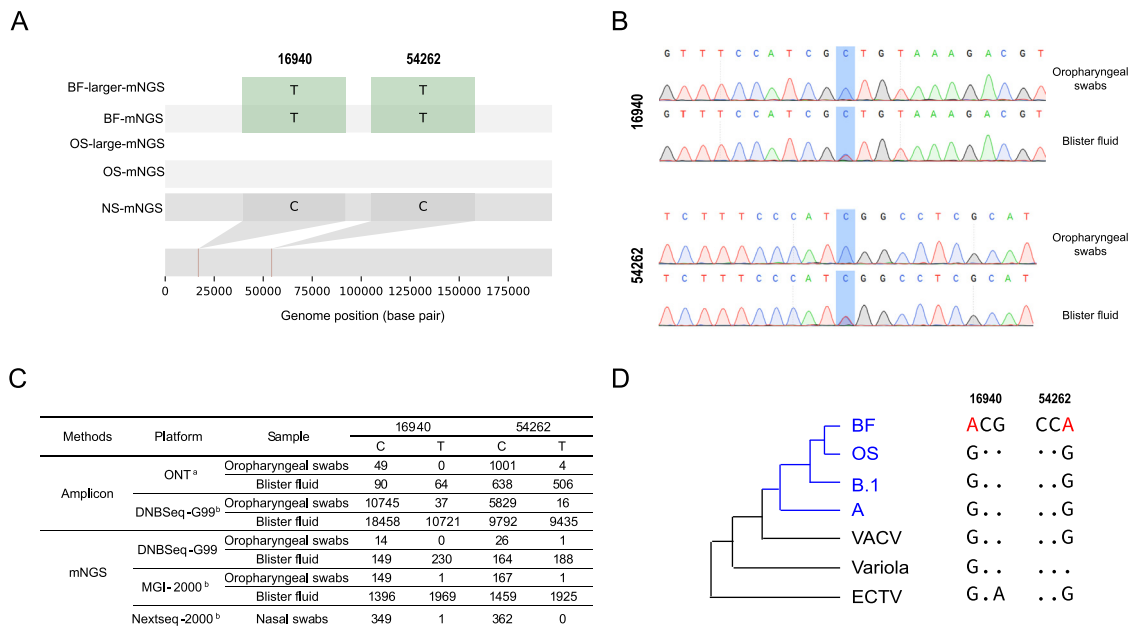 A
16940 54262
BF-larger-mNGS T T
BF-mNGS T T
OS-large-mNGS
OS-mNGS
NS-mNGS C C
0 25000 50000 75000 100000 125000 150000 175000
Genome position (base pair)
B
16940
G T T T C C A T C G C T G T A A A G A C G T
Oropharyngeal swabs
G T T T C C A T C G C T G T A A A G A C G T
Blister fluid
54262
T C T T T C C C A T C G G C C T C G C A T
Oropharyngeal swabs
T C T T T C C C A T C G G C C T C G C A T
Blister fluid
C
Methods Platform Sample 16940 54262
C T C T
Amplicon ONT a Oropharyngeal swabs 49 0 1001 4
Blister fluid 90 64 638 506
DNBSeq-G99 b Oropharyngeal swabs 10745 37 5829 16
Blister fluid 18458 10721 9792 9435
mNGS DNBSeq-G99 Oropharyngeal swabs 14 0 26 1
Blister fluid 149 230 164 188
MGI-2000 b Oropharyngeal swabs 149 1 167 1
Blister fluid 1396 1969 1459 1925
Nextseq-2000 b Nasal swabs 349 1 362 0
D
16940 54262
BF ACG CCA
OS G·· ..G
B.1 G.. ..G
A G.. ..G
VACV G.. ..G
Variola G.. ...
ECTV G.A ..G